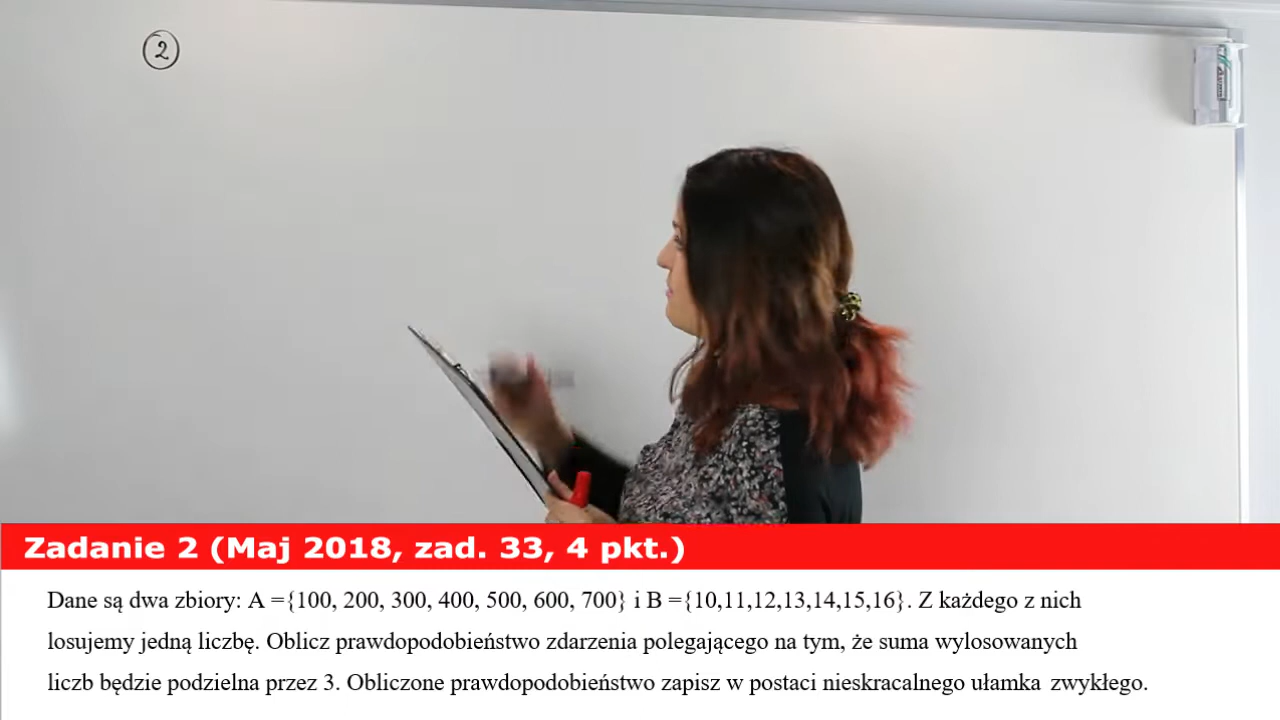 2
Zadanie 2 (Maj 2018, zad. 33, 4 pkt.)
Dane są dwa zbiory: A ={100, 200, 300, 400, 500, 600, 700} i B ={10,11,12,13,14,15,16}. Z każdego z nich
losujemy jedną liczbę. Oblicz prawdopodobieństwo zdarzenia polegającego na tym, że suma wylosowanych
liczb będzie podzielna przez 3. Obliczone prawdopodobieństwo zapisz w postaci nieskracalnego ułamka zwykłego.